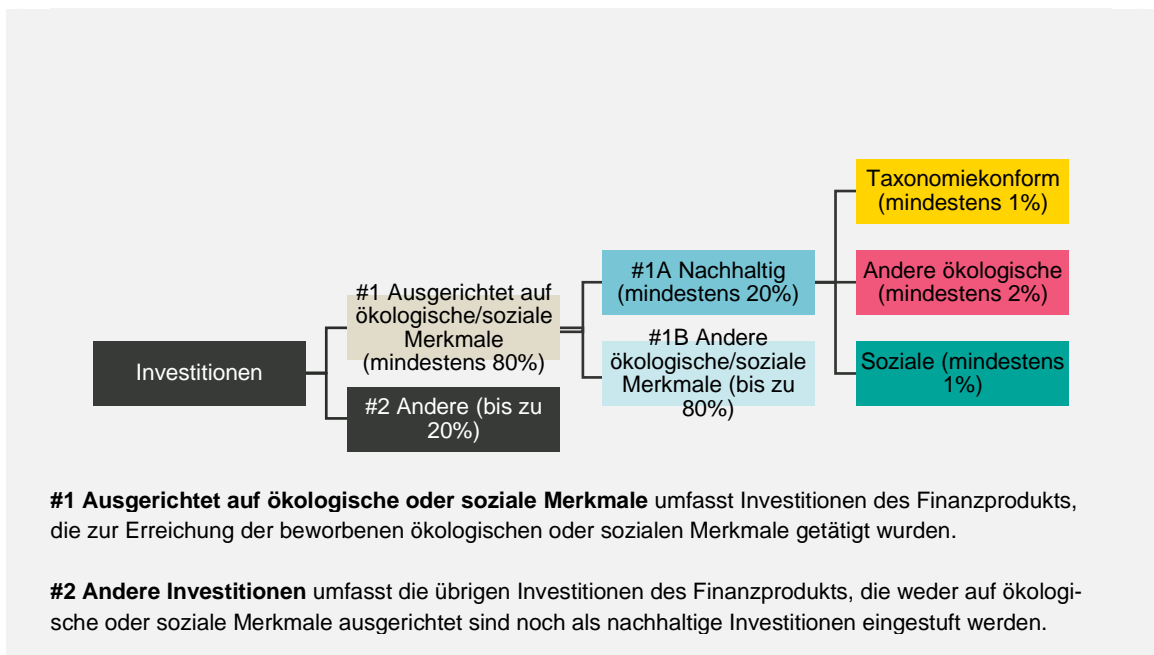 Investitionen
#1 Ausgerichtet auf
ökologische/soziale
Merkmale
(mindestens 80%)
#2 Andere (bis zu
20%)
#1A Nachhaltig
(mindestens 20%)
#1B Andere
ökologische/soziale
Merkmale (bis zu
80%)
Taxonomiekonform
(mindestens 1%)
Andere ökologische
(mindestens 2%)
Soziale (mindestens
1%)
#1 Ausgerichtet auf ökologische oder soziale Merkmale umfasst Investitionen des Finanzprodukts,
die zur Erreichung der beworbenen ökologischen oder sozialen Merkmale getätigt wurden.
#2 Andere Investitionen umfasst die übrigen Investitionen des Finanzprodukts, die weder auf ökologi-
sche oder soziale Merkmale ausgerichtet sind noch als nachhaltige Investitionen eingestuft werden.